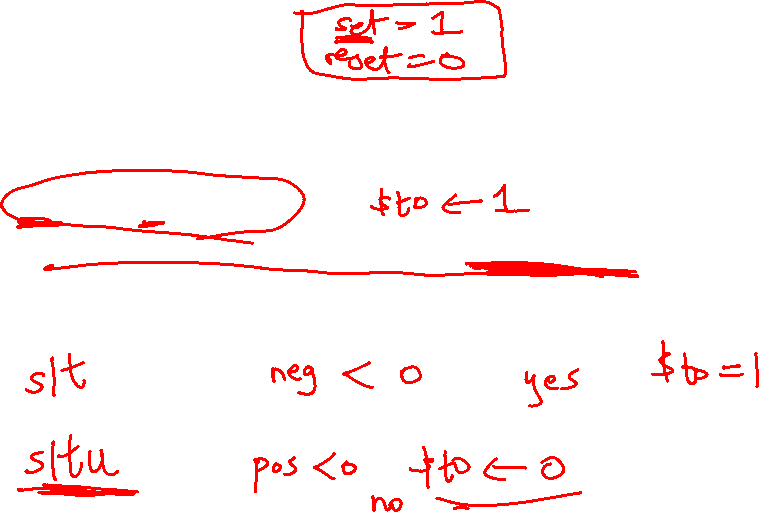 set = 1
reset = 0
$t0 ← 1
slt neg < 0 yes $t0 = 1
sltu pos < 0 $t0 ← 0
no